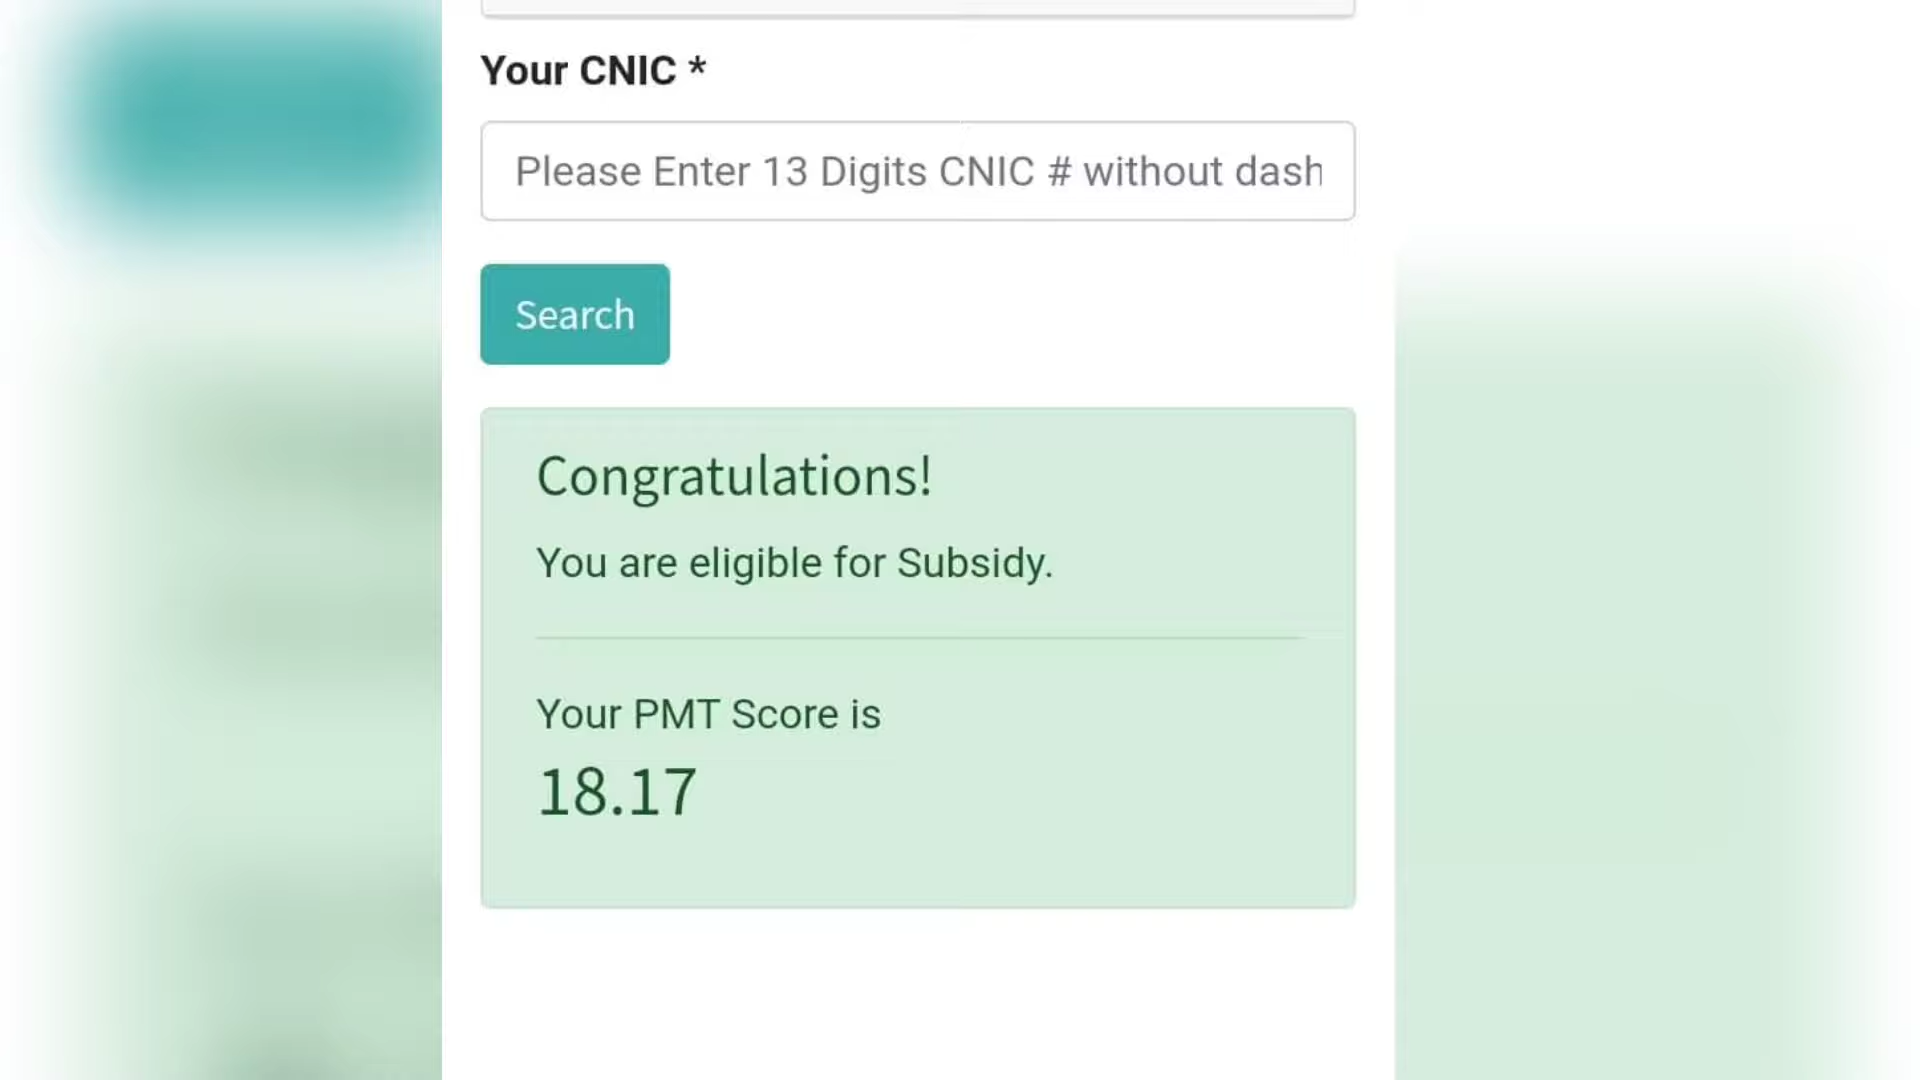 Your CNIC *
Please Enter 13 Digits CNIC # without dash
Search
Congratulations!
You are eligible for Subsidy.
Your PMT Score is
18.17